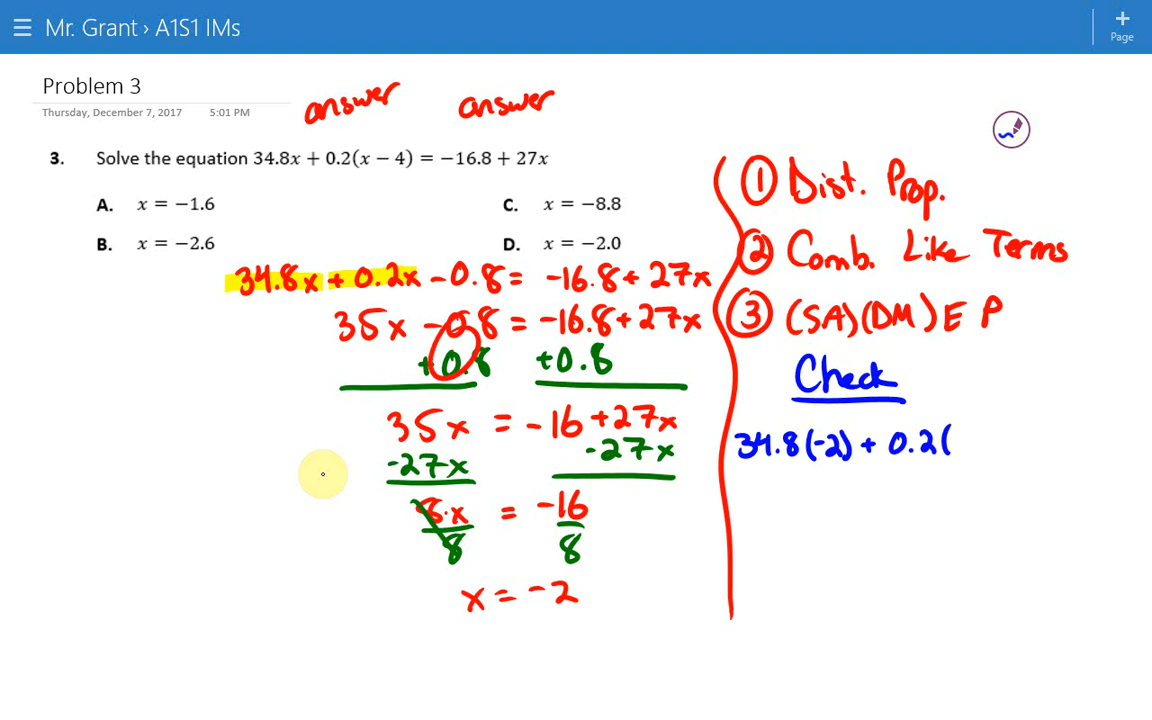 Mr. Grant › A1S1 IMs
Page
Problem 3
Thursday, December 7, 2017 5:01 PM
answer answer
3. Solve the equation 34.8x + 0.2(x − 4) = −16.8 + 27x
A. x = −1.6
C. x = −8.8
B. x = −2.6
D. x = −2.0
34.8x + 0.2x - 0.8 = -16.8 + 27x
35x - 0.8 = -16.8 + 27x
+0.8 +0.8
35x = -16 + 27x
-27x -27x
8·x = -16
8 8
x = -2
① Dist. Prop.
② Comb. Like Terms
③ (SA)(DM) E P
Check
34.8(-2) + 0.2(